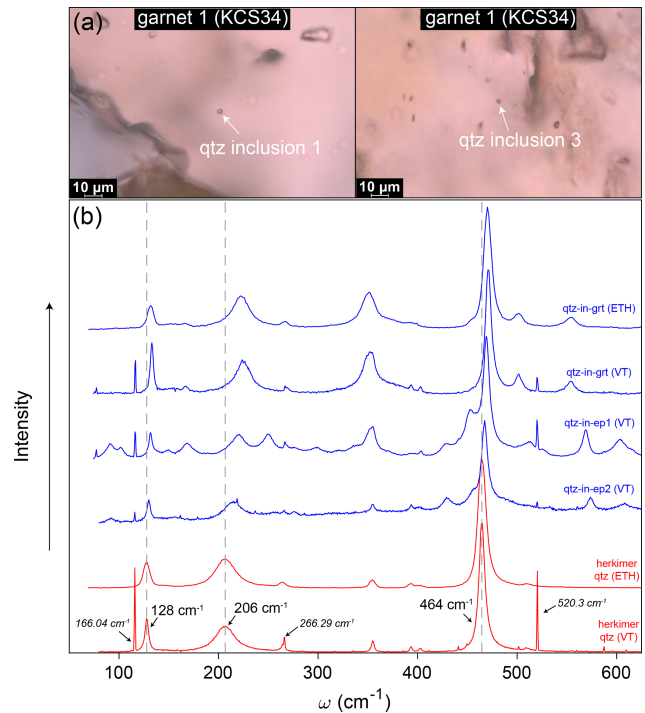 (a)
garnet 1 (KCS34)
garnet 1 (KCS34)
qtz inclusion 1
qtz inclusion 3
10 μm
10 μm
(b)
qtz-in-grt (ETH)
qtz-in-grt (VT)
qtz-in-ep1 (VT)
qtz-in-ep2 (VT)
herkimer
qtz (ETH)
166.04 cm⁻¹
128 cm⁻¹
206 cm⁻¹
266.29 cm⁻¹
464 cm⁻¹
520.3 cm⁻¹
herkimer
qtz (VT)
Intensity
100
200
300
400
500
600
ω (cm⁻¹)